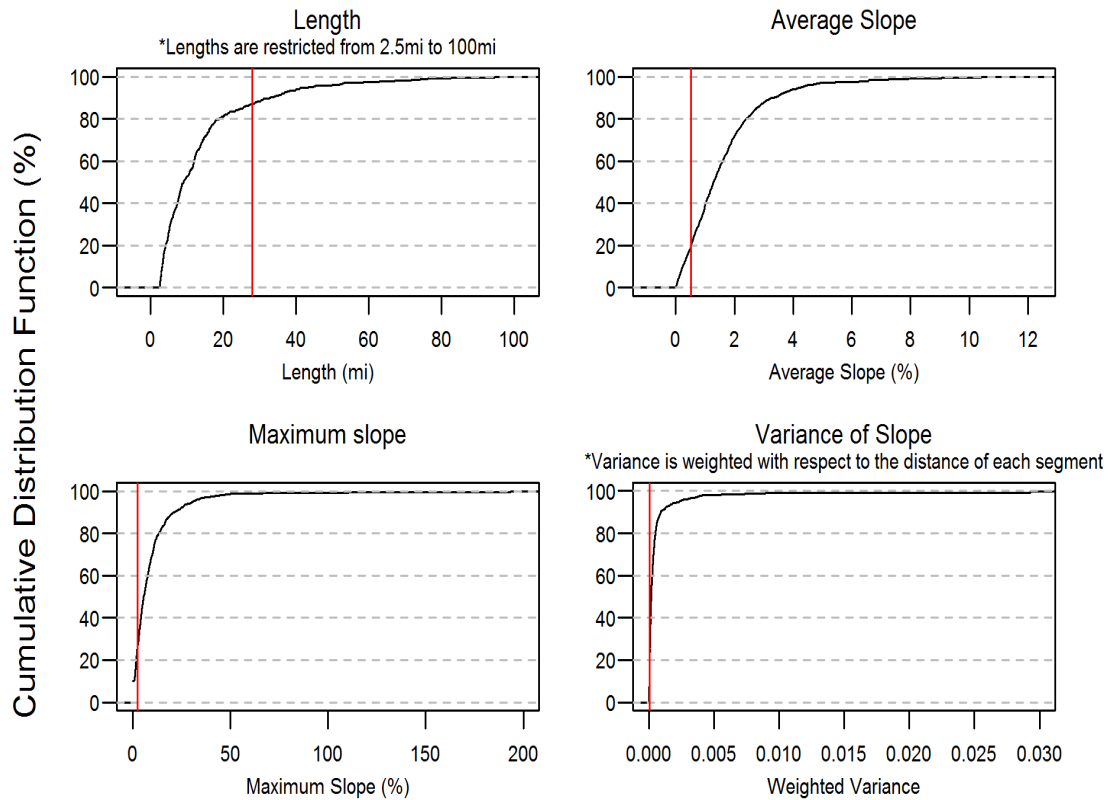 Cumulative Distribution Function (%)
Length
*Lengths are restricted from 2.5mi to 100mi
100
80
60
40
20
0
0 20 40 60 80 100
Length (mi)
Average Slope
100
80
60
40
20
0
0 2 4 6 8 10 12
Average Slope (%)
Maximum slope
100
80
60
40
20
0
0 50 100 150 200
Maximum Slope (%)
Variance of Slope
*Variance is weighted with respect to the distance of each segment
100
80
60
40
20
0
0.000 0.005 0.010 0.015 0.020 0.025 0.030
Weighted Variance